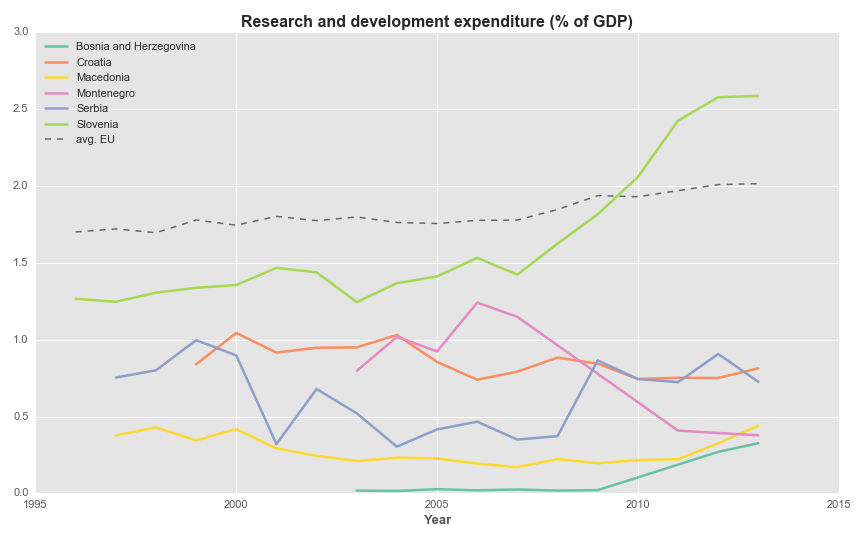 Research and development expenditure (% of GDP)
3.0
2.5
2.0
1.5
1.0
0.5
0.0
Bosnia and Herzegovina
Croatia
Macedonia
Montenegro
Serbia
Slovenia
avg. EU
1995 2000 2005 2010 2015
Year